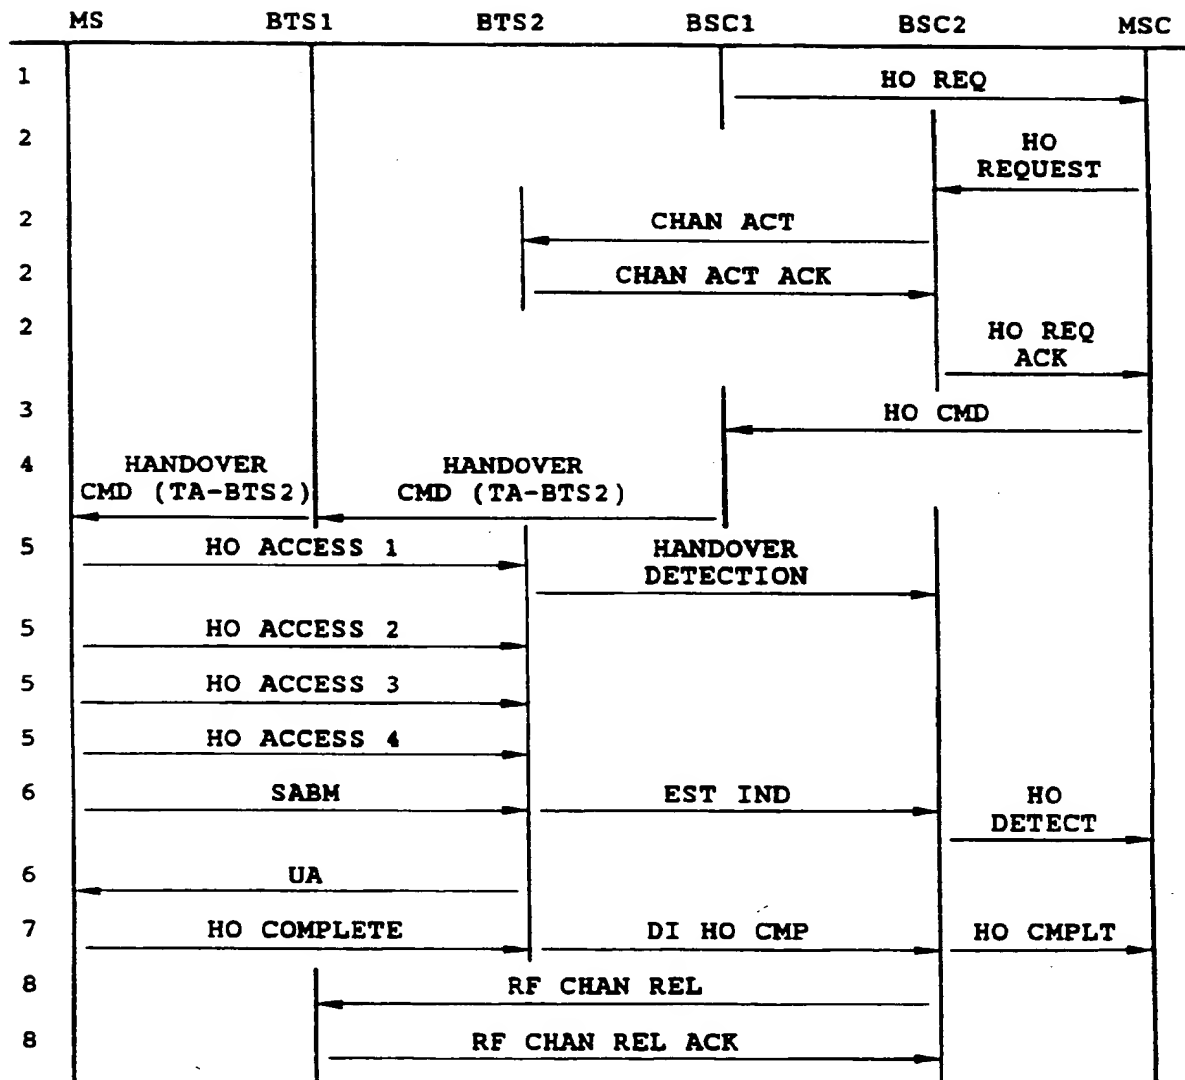 MS BTS1 BTS2 BSC1 BSC2 MSC
1 HO REQ
2 HO
REQUEST
2 CHAN ACT
2 CHAN ACT ACK
2 HO REQ
ACK
3 HO CMD
4 HANDOVER HANDOVER
CMD (TA-BTS2) CMD (TA-BTS2)
5 HO ACCESS 1 HANDOVER
DETECTION
5 HO ACCESS 2
5 HO ACCESS 3
5 HO ACCESS 4
6 SABM EST IND HO
DETECT
6 UA
7 HO COMPLETE DI HO CMP HO CMPLT
8 RF CHAN REL
8 RF CHAN REL ACK